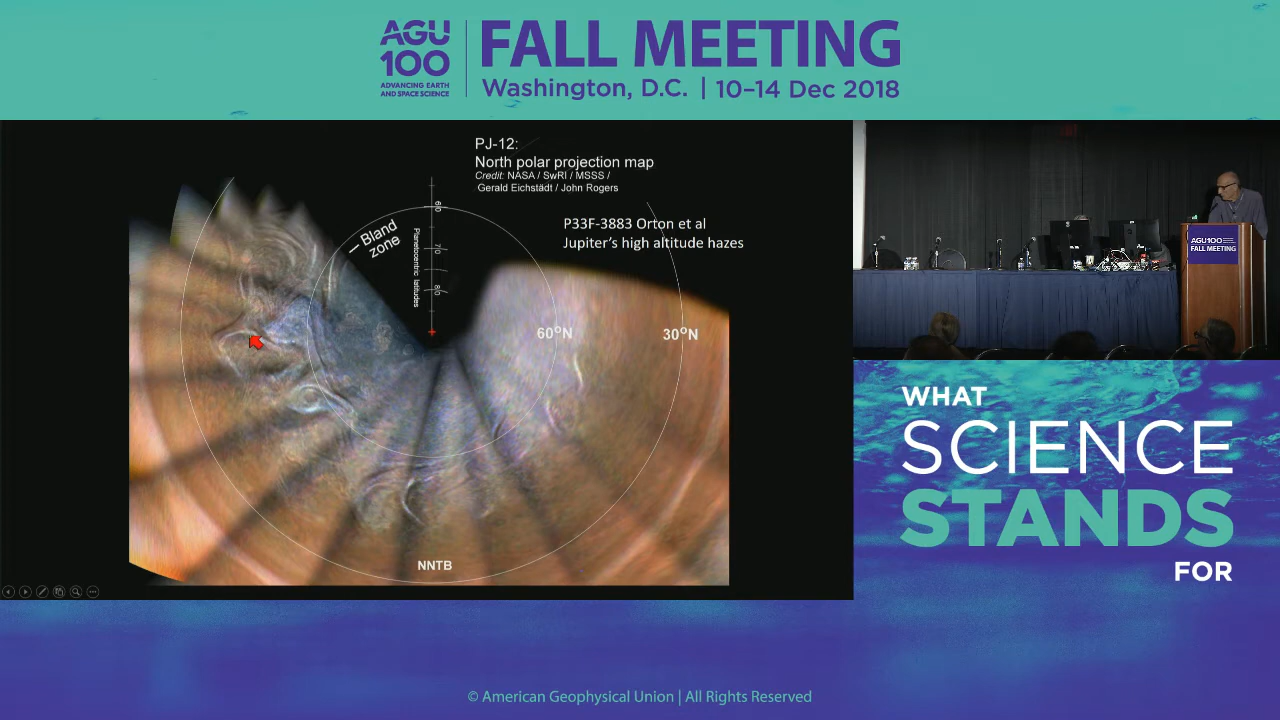 AGU
100
ADVANCING EARTH
AND SPACE SCIENCE
FALL MEETING
Washington, D.C. | 10–14 Dec 2018
PJ-12:
North polar projection map
Credit: NASA / SwRI / MSSS /
Gerald Eichstädt / John Rogers
P33F-3883 Orton et al
Jupiter's high altitude hazes
— Bland
zone
60
70
80
Planetocentric latitudes
60°N
30°N
NNTB
AGU100
FALL MEETING
WHAT
SCIENCE
STANDS
FOR
© American Geophysical Union | All Rights Reserved